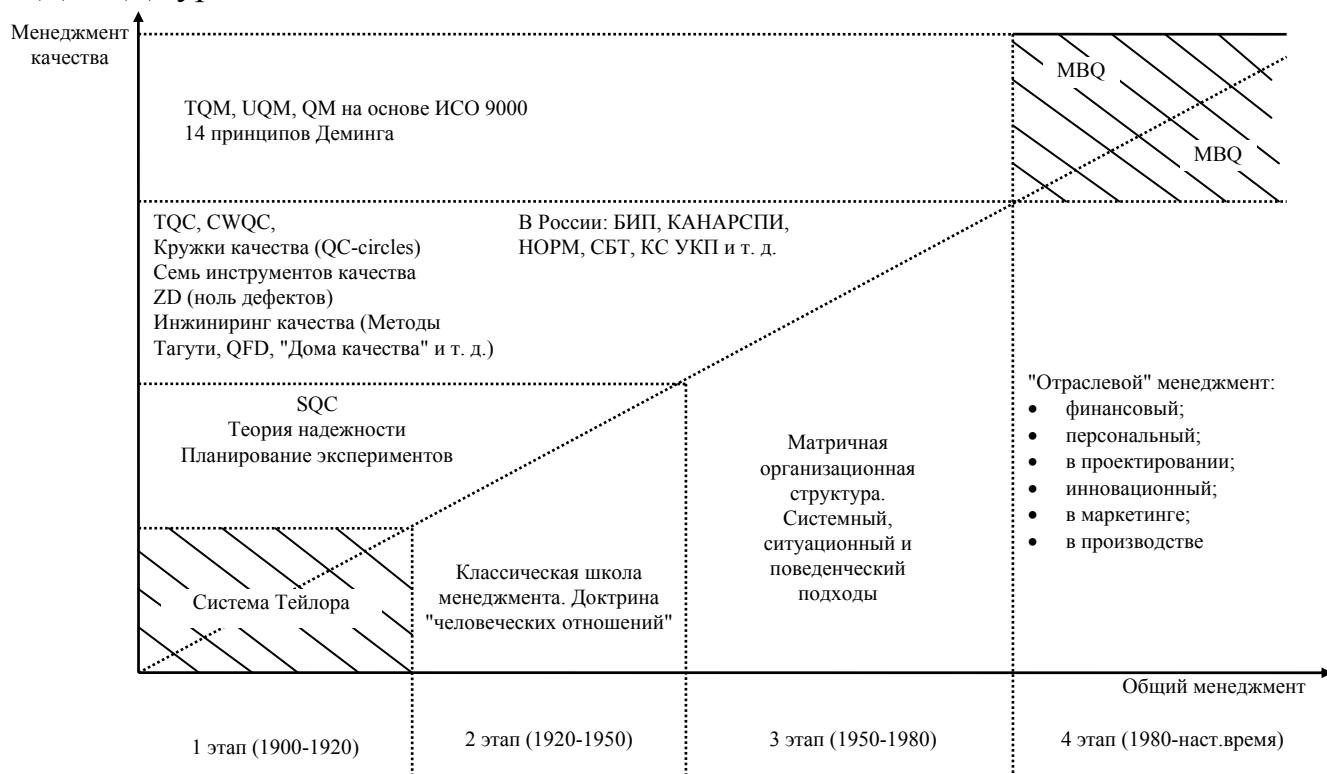 Менеджмент
качества
TQM, UQM, QM на основе ИСО 9000
14 принципов Деминга
MBQ
MBQ
TQC, CWQC,
Кружки качества (QC-circles)
Семь инструментов качества
ZD (ноль дефектов)
Инжиниринг качества (Методы
Тагути, QFD, "Дома качества" и т. д.)
В России: БИП, КАНАРСПИ,
НОРМ, СБТ, КС УКП и т. д.
SQC
Теория надежности
Планирование экспериментов
Система Тейлора
Классическая школа
менеджмента. Доктрина
"человеческих отношений"
Матричная
организационная
структура.
Системный,
ситуационный и
поведенческий
подходы
"Отраслевой" менеджмент:
• финансовый;
• персональный;
• в проектировании;
• инновационный;
• в маркетинге;
• в производстве
Общий менеджмент
1 этап (1900-1920)
2 этап (1920-1950)
3 этап (1950-1980)
4 этап (1980-наст.время)